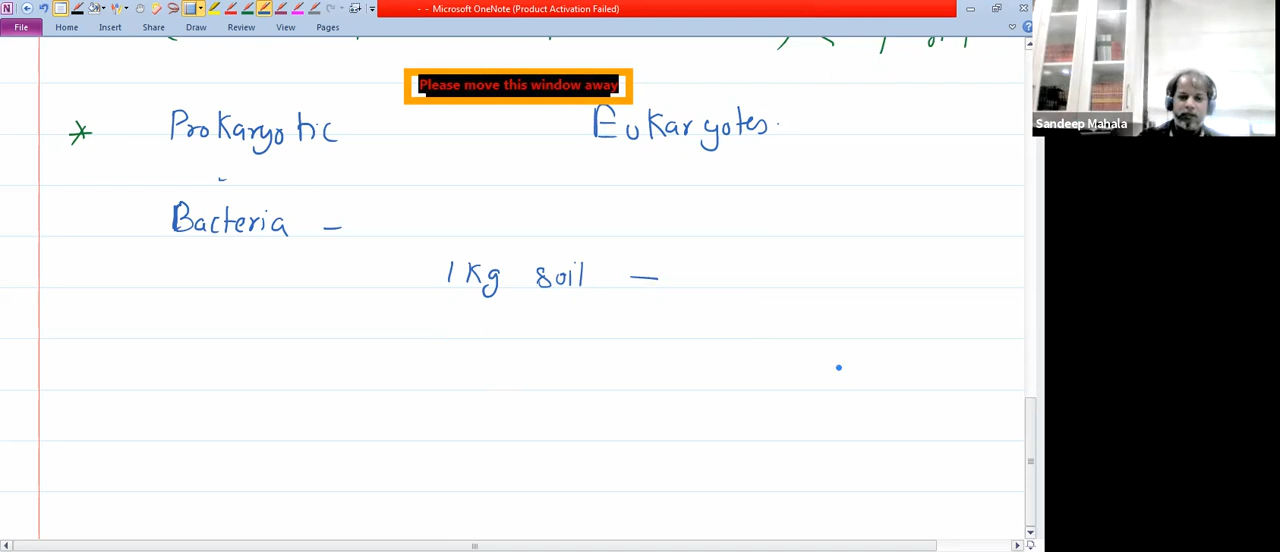 - - Microsoft OneNote (Product Activation Failed)
File Home Insert Share Draw Review View Pages
Please move this window away
* Prokaryotic Eukaryotes.
Bacteria -
1 Kg soil -
Sandeep Mahala